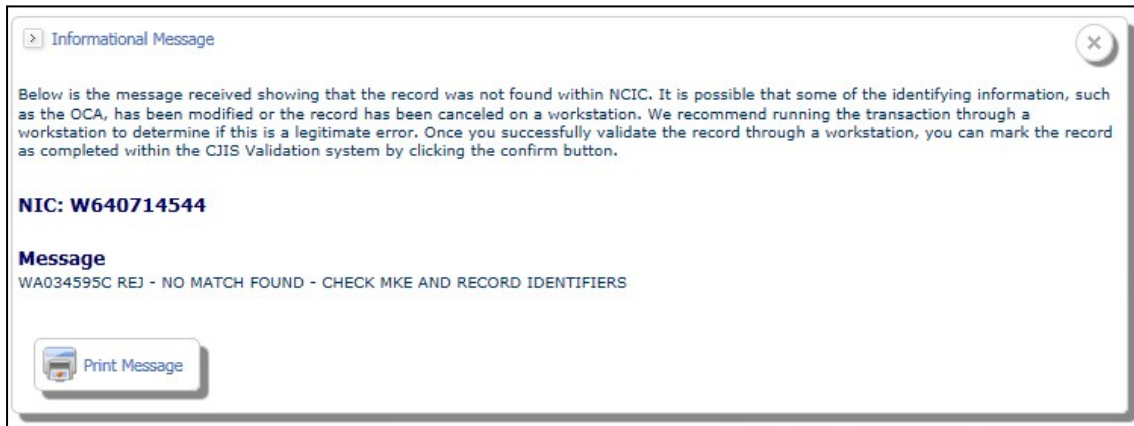 Informational Message
Below is the message received showing that the record was not found within NCIC. It is possible that some of the identifying information, such
as the OCA, has been modified or the record has been canceled on a workstation. We recommend running the transaction through a
workstation to determine if this is a legitimate error. Once you successfully validate the record through a workstation, you can mark the record
as completed within the CJIS Validation system by clicking the confirm button.
NIC: W640714544
Message
WA034595C REJ - NO MATCH FOUND - CHECK MKE AND RECORD IDENTIFIERS
Print Message